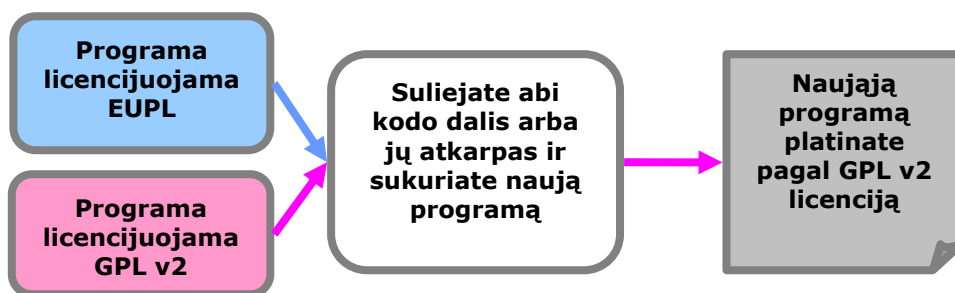 Programa
licencijuojama
EUPL
Programa
licencijuojama
GPL v2
Suliejate abi
kodo dalis arba
jų atkarpas ir
sukuriate naują
programą
Naująją
programą
platinate
pagal GPL v2
licenciją